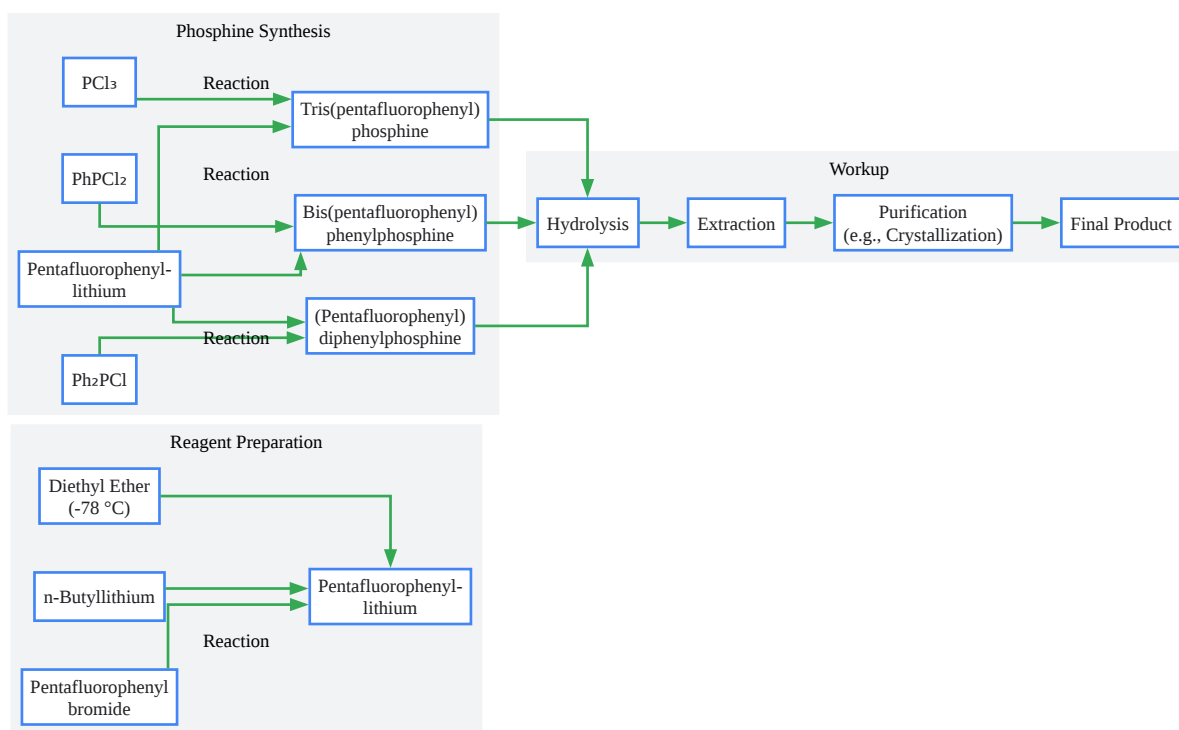 Phosphine Synthesis
PCl₃
Reaction
Tris(pentafluorophenyl)
phosphine
PhPCl₂
Reaction
Bis(pentafluorophenyl)
phenylphosphine
Pentafluorophenyl-
lithium
(Pentafluorophenyl)
diphenylphosphine
Reaction
Ph₂PCl
Workup
Hydrolysis
Extraction
Purification
(e.g., Crystallization)
Final Product
Reagent Preparation
Diethyl Ether
(-78 °C)
n-Butyllithium
Pentafluorophenyl-
lithium
Reaction
Pentafluorophenyl
bromide